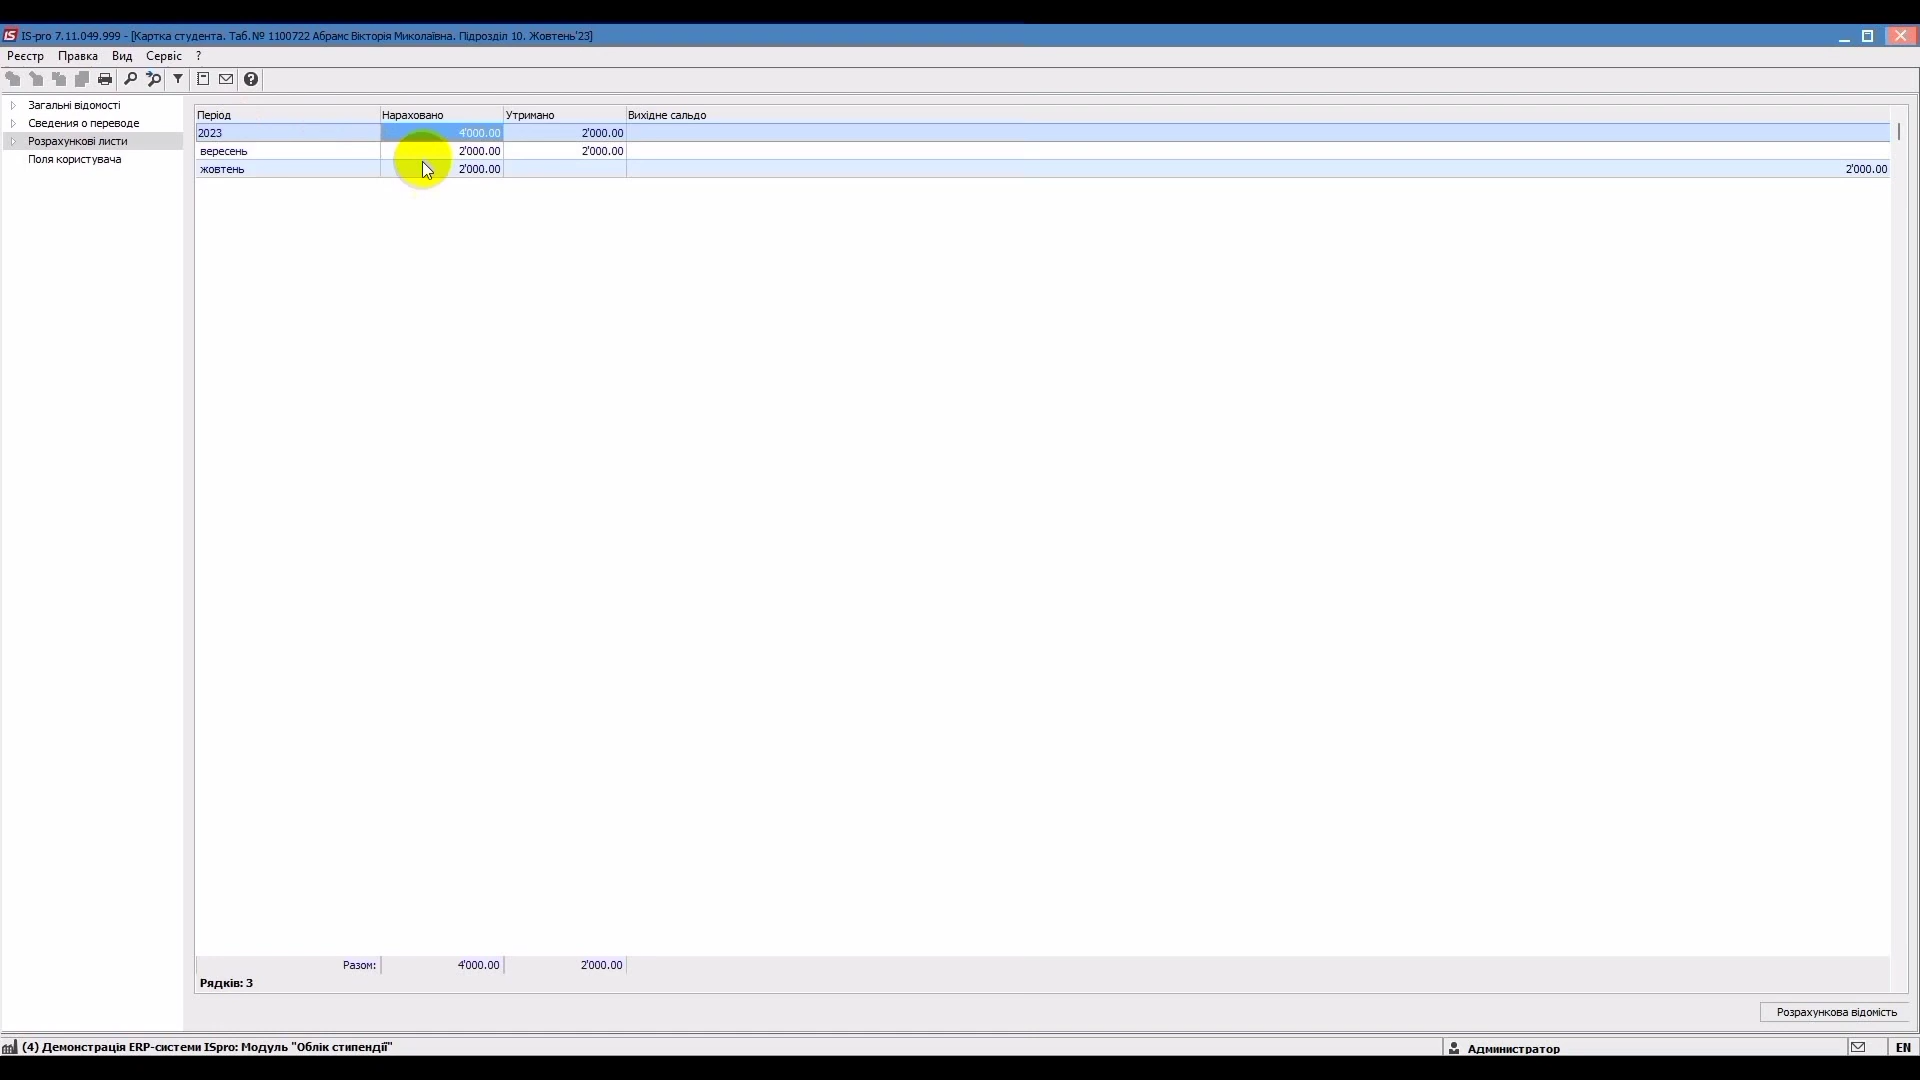 IS-pro 7.11.049.999 - [Картка студента. Таб.№ 1100722 Абрамс Вікторія Миколаївна. Підрозділ 10. Жовтень'23]
Реєстр Правка Вид Сервіс ?
Загальні відомості
Сведения о переводе
Розрахункові листи
Поля користувача
Період Нараховано Утримано Вихідне сальдо
2023 4'000.00 2'000.00
вересень 2'000.00 2'000.00
жовтень 2'000.00 2'000.00
Разом: 4'000.00 2'000.00
Рядків: 3
Розрахункова відомість
(4) Демонстрація ERP-системи ISpro: Модуль "Облік стипендії" Администратор EN